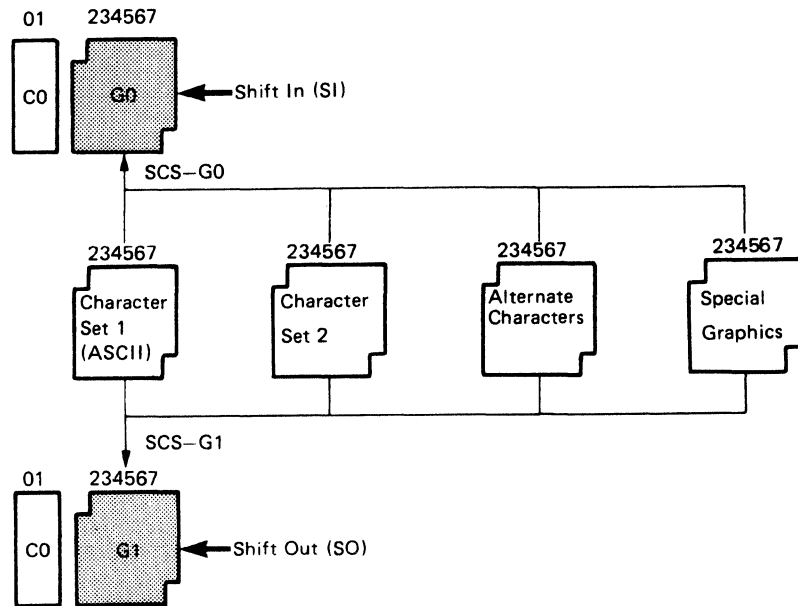 01 234567
C0 G0 Shift In (SI)
SCS-G0
234567 234567 234567 234567
Character Set 1 (ASCII)
Character Set 2
Alternate Characters
Special Graphics
SCS-G1
01 234567
C0 G1 Shift Out (SO)